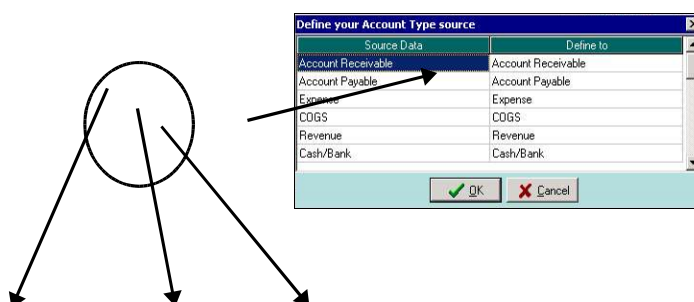 Define your Account Type source
Source Data Define to
Account Receivable Account Receivable
Account Payable Account Payable
Expense Expense
COGS COGS
Revenue Revenue
Cash/Bank Cash/Bank
OK Cancel